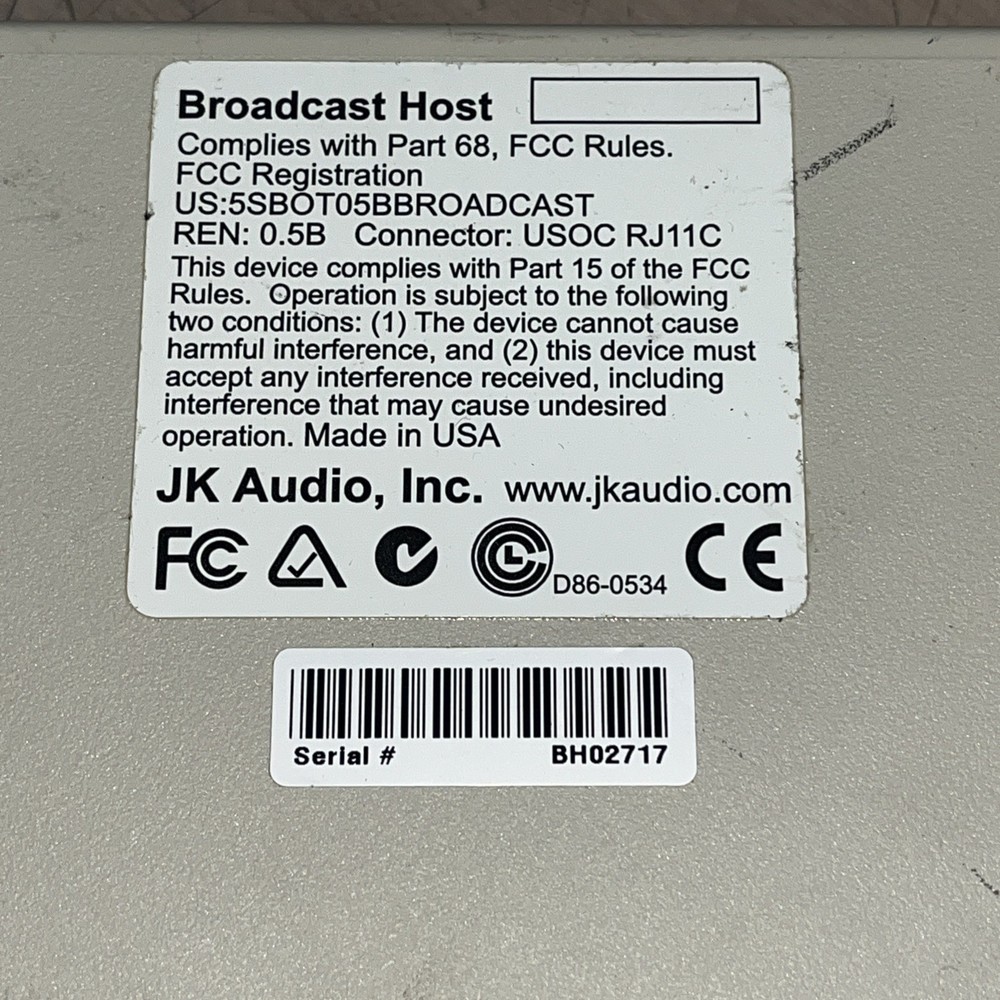 Broadcast Host
Complies with Part 68, FCC Rules.
FCC Registration
US:5SBOT05BBROADCAST
REN: 0.5B Connector: USOC RJ11C
This device complies with Part 15 of the FCC
Rules. Operation is subject to the following
two conditions: (1) The device cannot cause
harmful interference, and (2) this device must
accept any interference received, including
interference that may cause undesired
operation. Made in USA
JK Audio, Inc. www.jkaudio.com
FC CE
D86-0534
Serial # BH02717